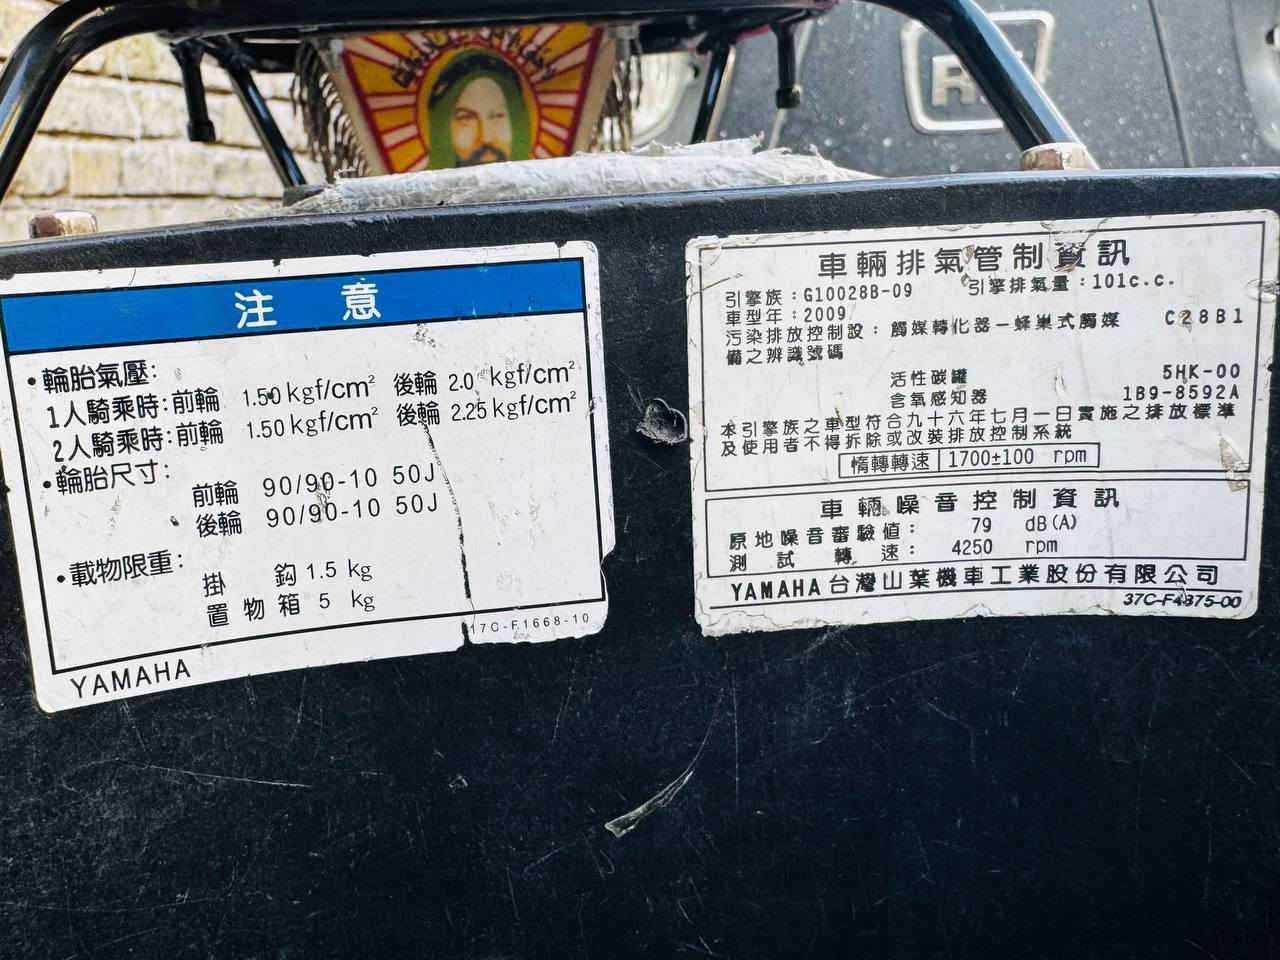 注意
•輪胎氣壓:
1人騎乘時:前輪 1.50 kgf/cm² 後輪 2.0 kgf/cm²
2人騎乘時:前輪 1.50 kgf/cm² 後輪 2.25 kgf/cm²
•輪胎尺寸:
前輪 90/90-10 50J
後輪 90/90-10 50J
•載物限重:
掛鈎 1.5 kg
置物箱 5 kg
17C-F1668-10
YAMAHA
車輛排氣管制資訊
引擎族:G10028B-09 引擎排氣量:101c.c.
車型年:2009
污染排放控制設:觸媒轉化器-蜂巢式觸媒 C28B1
備之辨識號碼
活性碳罐 5HK-00
含氧感知器 1B9-8592A
本引擎族之車型符合九十六年七月一日實施之排放標準
及使用者不得拆除或改裝排放控制系統
惰轉轉速 1700±100 rpm
車輛噪音控制資訊
原地噪音審驗值: 79 dB(A)
測試轉速: 4250 rpm
YAMAHA 台灣山葉機車工業股份有限公司
37C-F4375-00